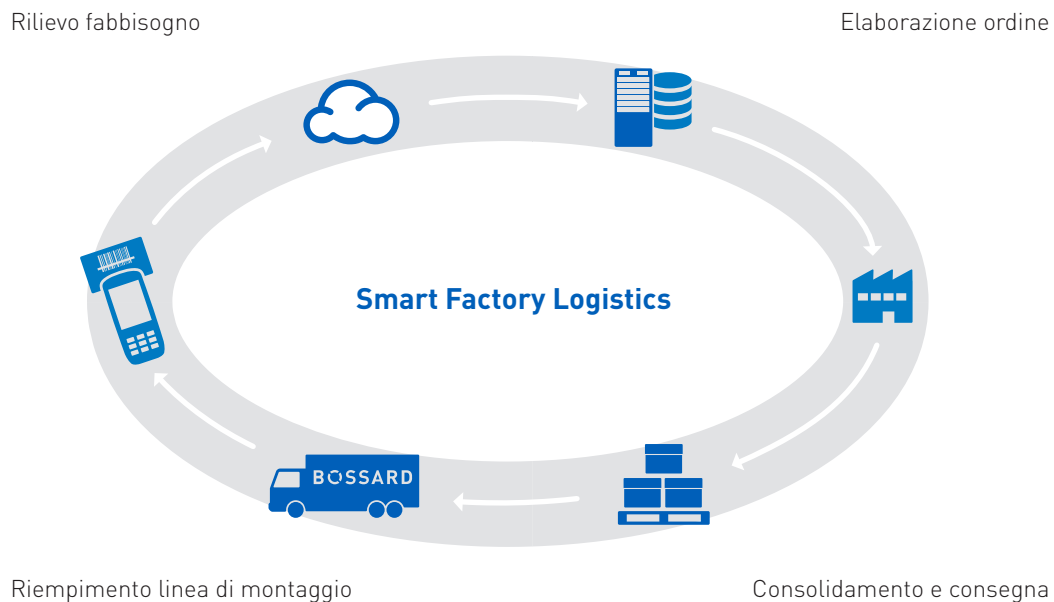 Rilievo fabbisogno
Elaborazione ordine
Smart Factory Logistics
BOSSARD
Riempimento linea di montaggio
Consolidamento e consegna